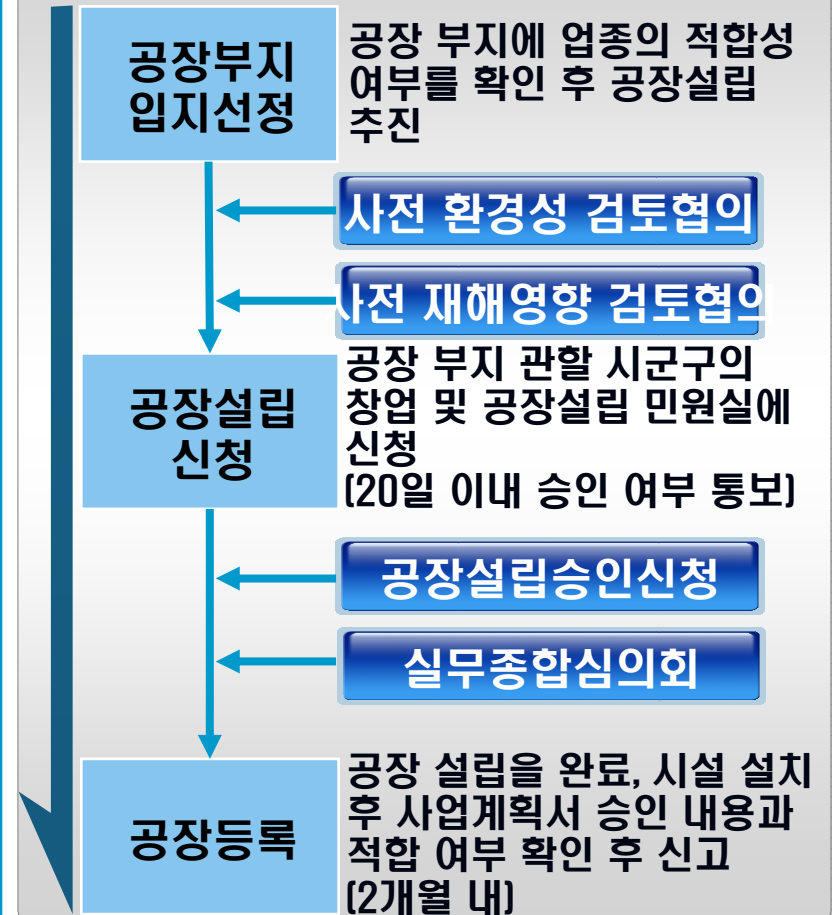 공장부지
입지선정
공장 부지에 업종의 적합성
여부를 확인 후 공장설립
추진
사전 환경성 검토협의
사전 재해영향 검토협의
공장설립
신청
공장 부지 관할 시군구의
창업 및 공장설립 민원실에
신청
(20일 이내 승인 여부 통보)
공장설립승인신청
실무종합심의회
공장등록
공장 설립을 완료, 시설 설치
후 사업계획서 승인 내용과
적합 여부 확인 후 신고
(2개월 내)